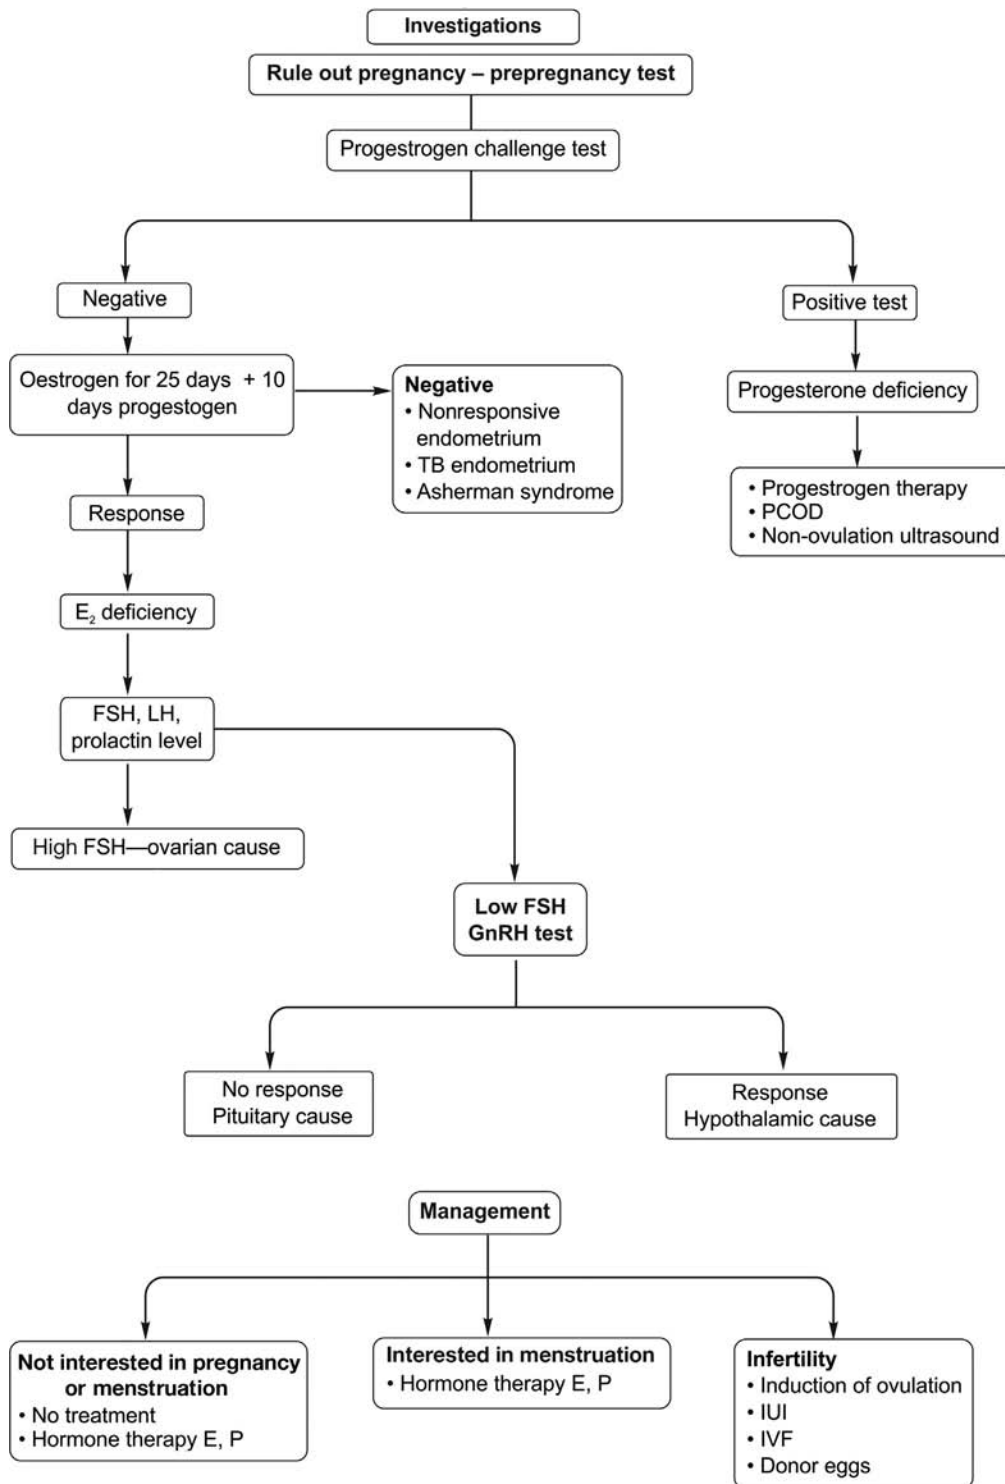 Investigations
Rule out pregnancy – prepregnancy test
Progestrogen challenge test
Negative
Positive test
Oestrogen for 25 days + 10
days progestogen
Negative
• Nonresponsive
endometrium
• TB endometrium
• Asherman syndrome
Progesterone deficiency
• Progestrogen therapy
• PCOD
• Non-ovulation ultrasound
Response
E₂ deficiency
FSH, LH,
prolactin level
High FSH—ovarian cause
Low FSH
GnRH test
No response
Pituitary cause
Response
Hypothalamic cause
Management
Not interested in pregnancy
or menstruation
• No treatment
• Hormone therapy E, P
Interested in menstruation
• Hormone therapy E, P
Infertility
• Induction of ovulation
• IUI
• IVF
• Donor eggs